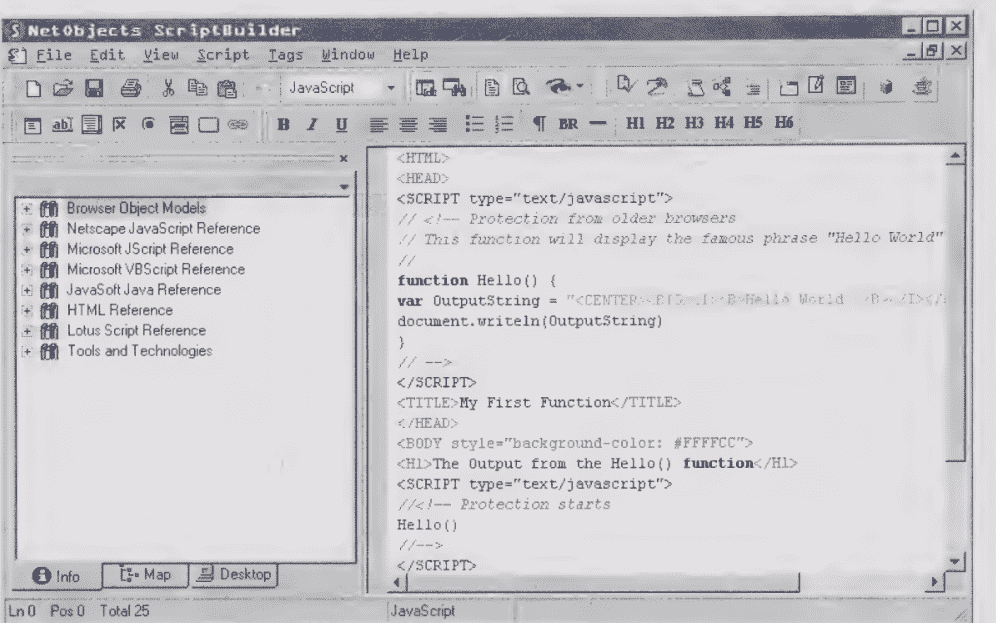 NetObjects ScriptBuilder
File Edit View Script Tags Window Help
JavaScript
ab B I U ¶ BR H1 H2 H3 H4 H5 H6
Browser Object Models
Netscape JavaScript Reference
Microsoft JScript Reference
Microsoft VBScript Reference
JavaSoft Java Reference
HTML Reference
Lotus Script Reference
Tools and Technologies
Info Map Desktop
<HTML>
<HEAD>
<SCRIPT type="text/javascript">
// <!-- Protection from older browsers
// This function will display the famous phrase "Hello World"
//
function Hello() {
var OutputString = "<CENTER> Hello World
document.writeln(OutputString)
}
// -->
</SCRIPT>
<TITLE>My First Function</TITLE>
</HEAD>
<BODY style="background-color: #FFFFCC">
<H1>The Output from the Hello() function</H1>
<SCRIPT type="text/javascript">
//<!-- Protection starts
Hello()
//-->
</SCRIPT>
Ln 0 Pos 0 Total 25 JavaScript